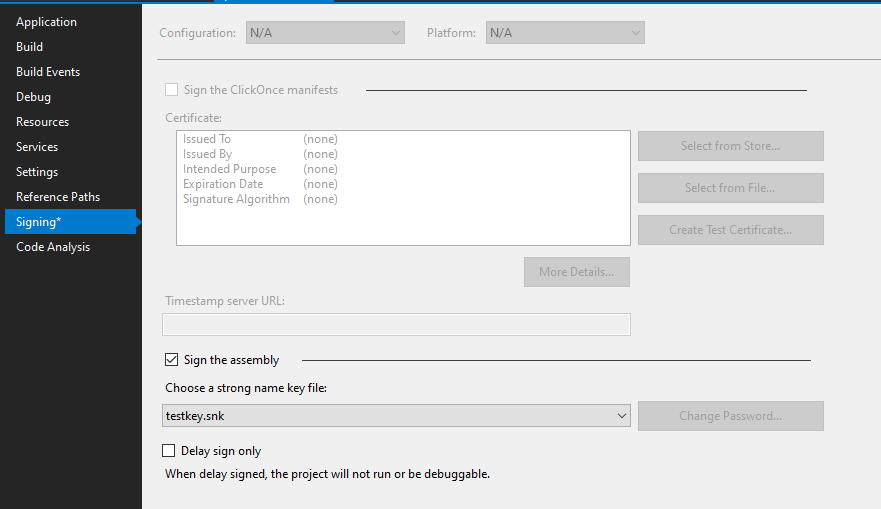 Application
Build
Build Events
Debug
Resources
Services
Settings
Reference Paths
Signing*
Code Analysis
Configuration: N/A Platform: N/A
Sign the ClickOnce manifests
Certificate:
Issued To (none)
Issued By (none)
Intended Purpose (none)
Expiration Date (none)
Signature Algorithm (none)
Select from Store...
Select from File...
Create Test Certificate...
More Details...
Timestamp server URL:
Sign the assembly
Choose a strong name key file:
testkey.snk
Change Password...
Delay sign only
When delay signed, the project will not run or be debuggable.